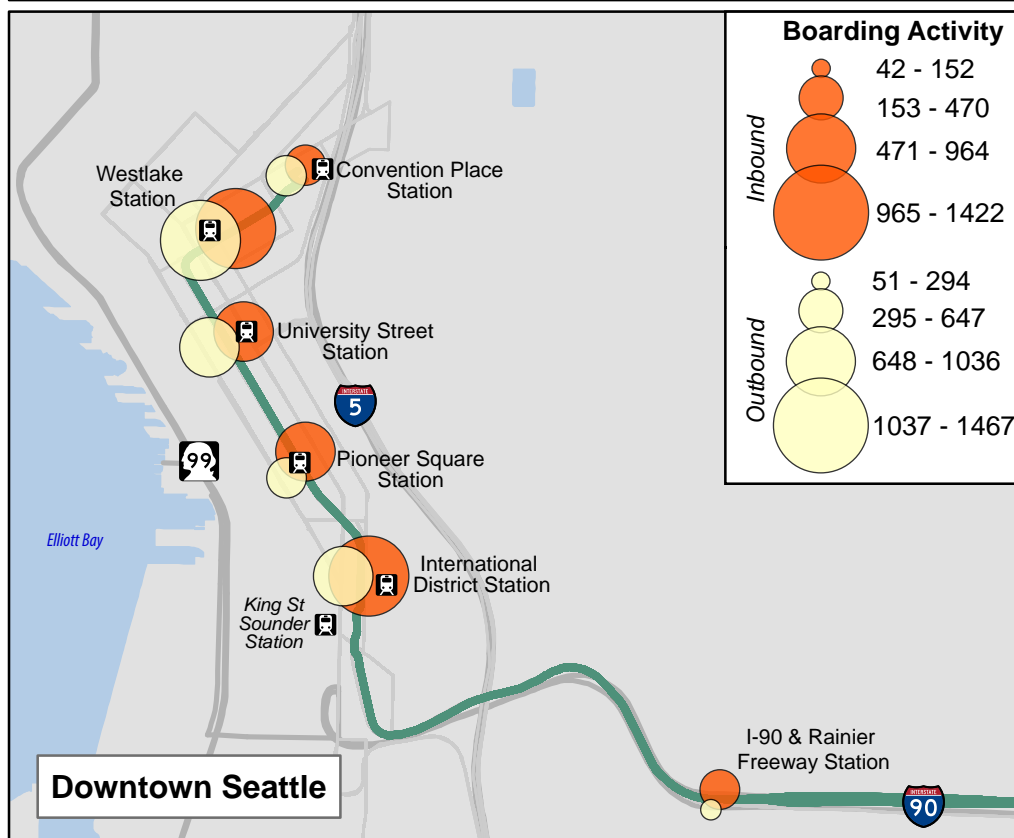 Boarding Activity
Inbound
42 - 152
153 - 470
471 - 964
965 - 1422
Outbound
51 - 294
295 - 647
648 - 1036
1037 - 1467
Westlake
Station
Convention Place
Station
University Street
Station
INTERSTATE
5
99
Pioneer Square
Station
Elliott Bay
International
District Station
King St
Sounder
Station
I-90 & Rainier
Freeway Station
INTERSTATE
90
Downtown Seattle